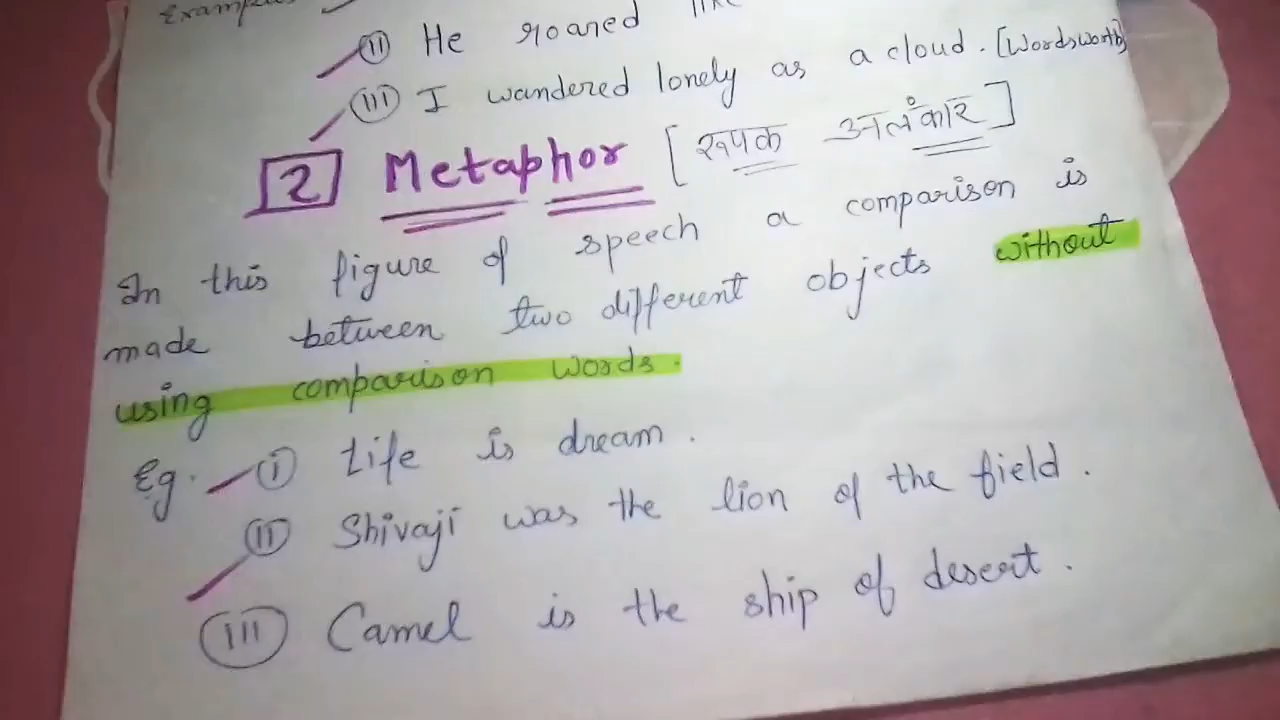 Example
(ii) He roared
(iii) I wandered lonely as a cloud. [Wordsworth]
2 Metaphor [रूपक अलंकार]
In this figure of speech a comparison is
made between two different objects without
using comparison words.
Eg. (i) Life is dream.
(ii) Shivaji was the lion of the field.
(iii) Camel is the ship of desert.